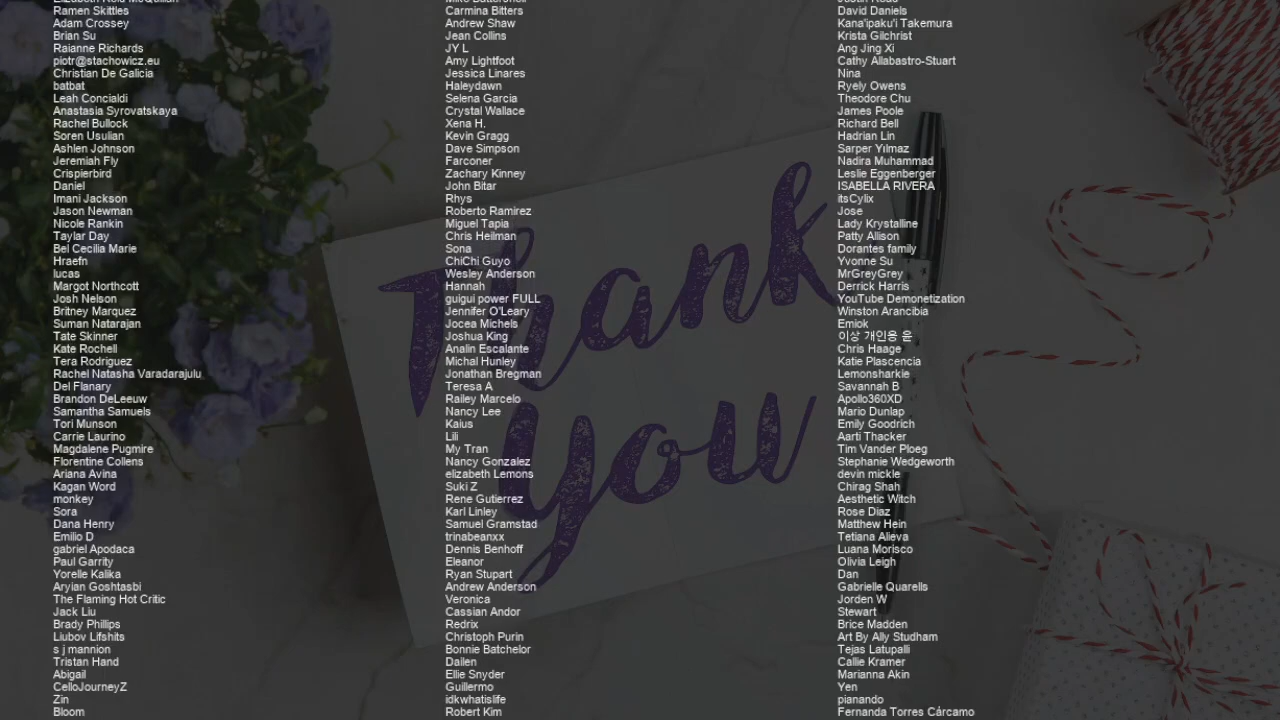 Ramen Skittles
Adam Crossey
Brian Su
Raianne Richards
piotr@stachowicz.eu
Christian De Galicia
batbat
Leah Concialdi
Anastasia Syrovatskaya
Rachel Bullock
Soren Usulian
Ashlen Johnson
Jeremiah Fly
Crispierbird
Daniel
Imani Jackson
Jason Newman
Nicole Rankin
Taylar Day
Bel Cecilia Marie
Hraefn
lucas
Margot Northcott
Josh Nelson
Britney Marquez
Suman Natarajan
Tate Skinner
Kate Rochell
Tera Rodriguez
Rachel Natasha Varadarajulu
Del Flanary
Brandon DeLeeuw
Samantha Samuels
Tori Munson
Carrie Laurino
Magdalene Pugmire
Florentine Collens
Ariana Avina
Kagan Word
monkey
Sora
Dana Henry
Emilio D
gabriel Apodaca
Paul Garrity
Yorelle Kalika
Aryian Goshtasbi
The Flaming Hot Critic
Jack Liu
Brady Phillips
Liubov Lifshits
s j mannion
Tristan Hand
Abigail
CelloJourneyZ
Zin
Bloom
Carmina Bitters
Andrew Shaw
Jean Collins
JY L
Amy Lightfoot
Jessica Linares
Haleydawn
Selena Garcia
Crystal Wallace
Xena H.
Kevin Gragg
Dave Simpson
Farconer
Zachary Kinney
John Bitar
Rhys
Roberto Ramirez
Miguel Tapia
Chris Heilman
Sona
ChiChi Guyo
Wesley Anderson
Hannah
guigui power FULL
Jennifer O'Leary
Jocea Michels
Joshua King
Analin Escalante
Michal Hunley
Jonathan Bregman
Teresa A
Railey Marcelo
Nancy Lee
Kaius
Lili
My Tran
Nancy Gonzalez
elizabeth Lemons
Suki Z
Rene Gutierrez
Karl Linley
Samuel Gramstad
trinabeanxx
Dennis Benhoff
Eleanor
Ryan Stupart
Andrew Anderson
Veronica
Cassian Andor
Redrix
Christoph Purin
Bonnie Batchelor
Dailen
Ellie Snyder
Guillermo
idkwhatislife
Robert Kim
David Daniels
Kana'ipaku'i Takemura
Krista Gilchrist
Ang Jing Xi
Cathy Allabastro-Stuart
Nina
Ryely Owens
Theodore Chu
James Poole
Richard Bell
Hadrian Lin
Sarper Yılmaz
Nadira Muhammad
Leslie Eggenberger
ISABELLA RIVERA
itsCylix
Jose
Lady Krystalline
Patty Allison
Dorantes family
Yvonne Su
MrGreyGrey
Derrick Harris
YouTube Demonetization
Winston Arancibia
Emiok
이상 개인용 윤
Chris Haage
Katie Plascencia
Lemonsharkie
Savannah B
Apollo360XD
Mario Dunlap
Emily Goodrich
Aarti Thacker
Tim Vander Ploeg
Stephanie Wedgeworth
devin mickle
Chirag Shah
Aesthetic Witch
Rose Diaz
Matthew Hein
Tetiana Alieva
Luana Morisco
Olivia Leigh
Dan
Gabrielle Quarells
Jorden W
Stewart
Brice Madden
Art By Ally Studham
Tejas Latupalli
Callie Kramer
Marianna Akin
Yen
pianando
Fernanda Torres Cárcamo
Thank
you